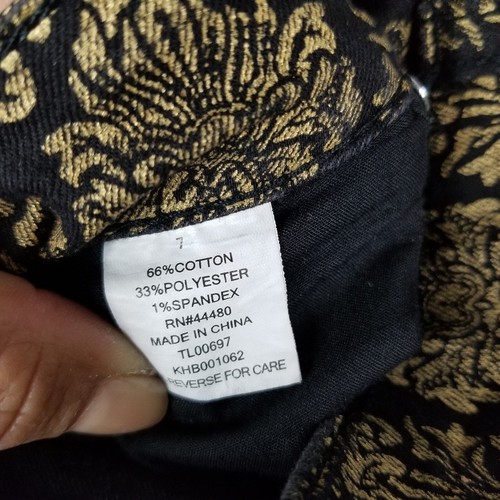 7
66%COTTON
33%POLYESTER
1%SPANDEX
RN#44480
MADE IN CHINA
TL00697
KHB001062
REVERSE FOR CARE